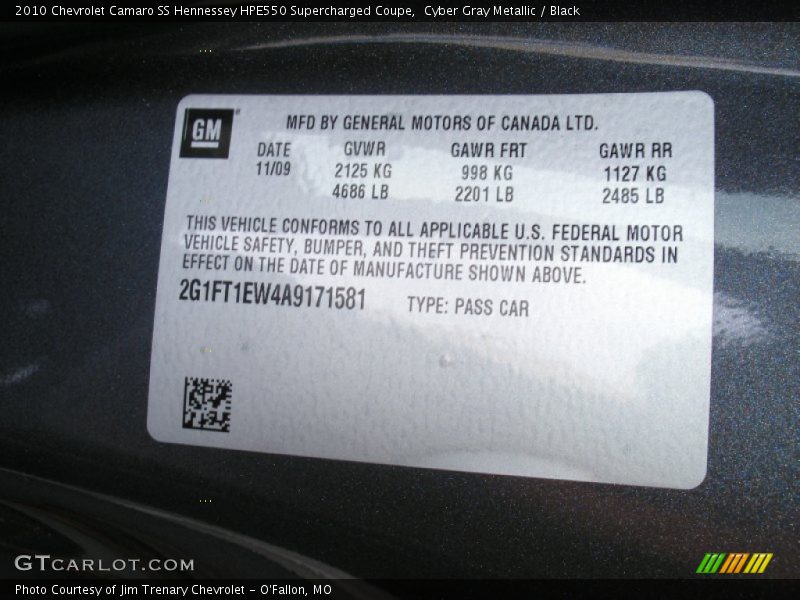 2010 Chevrolet Camaro SS Hennessey HPE550 Supercharged Coupe, Cyber Gray Metallic / Black
GM
MFD BY GENERAL MOTORS OF CANADA LTD.
DATE GVWR GAWR FRT GAWR RR
11/09 2125 KG 998 KG 1127 KG
4686 LB 2201 LB 2485 LB
THIS VEHICLE CONFORMS TO ALL APPLICABLE U.S. FEDERAL MOTOR
VEHICLE SAFETY, BUMPER, AND THEFT PREVENTION STANDARDS IN
EFFECT ON THE DATE OF MANUFACTURE SHOWN ABOVE.
2G1FT1EW4A9171581 TYPE: PASS CAR
GTCARLOT.COM
Photo Courtesy of Jim Trenary Chevrolet - O'Fallon, MO